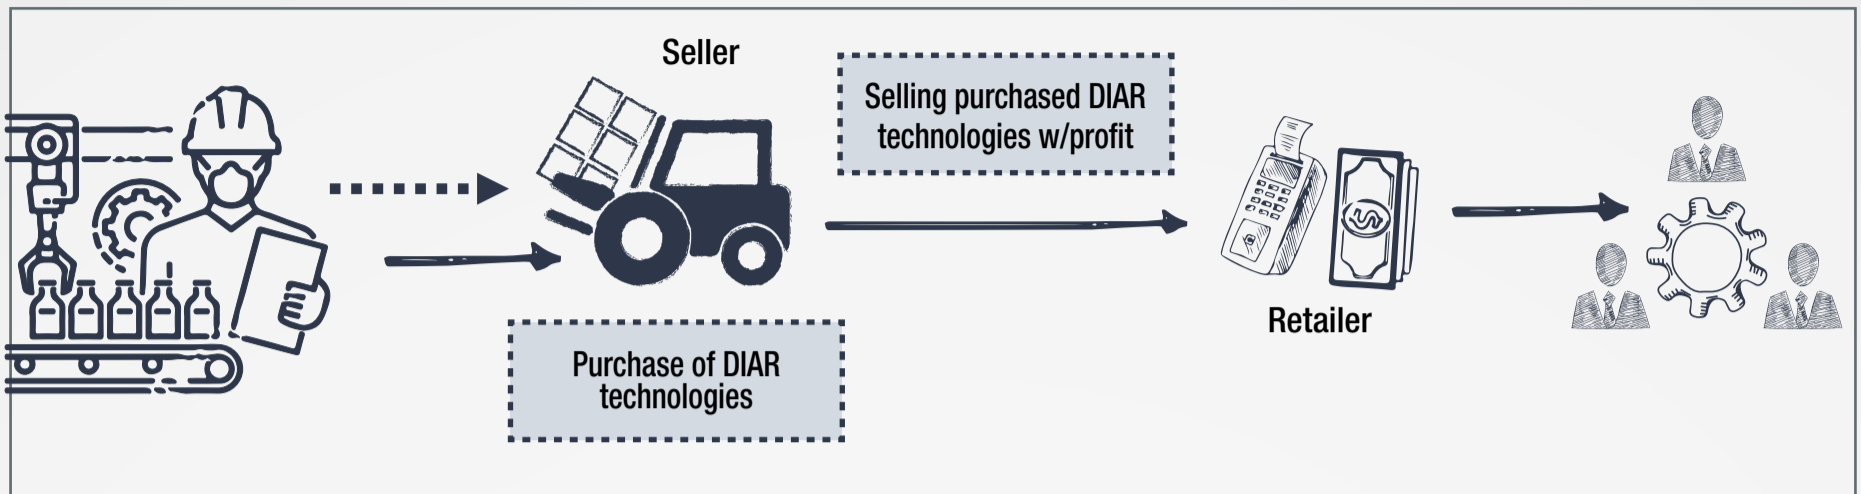 Seller
Selling purchased DIAR
technologies w/profit
Retailer
Purchase of DIAR
technologies